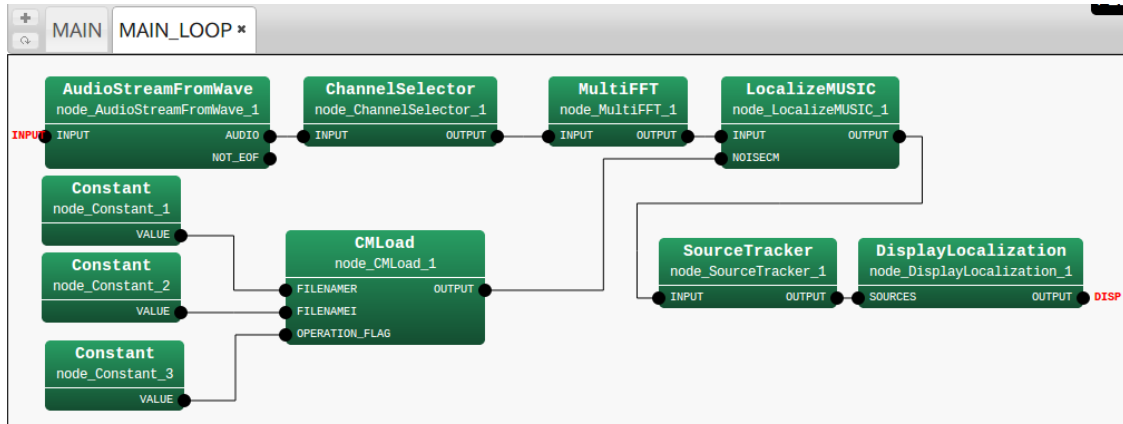 MAIN
MAIN_LOOP ×
AudioStreamFromWave
node_AudioStreamFromWave_1
INPUT
INPUT
AUDIO
NOT_EOF
ChannelSelector
node_ChannelSelector_1
INPUT
OUTPUT
MultiFFT
node_MultiFFT_1
INPUT
OUTPUT
LocalizeMUSIC
node_LocalizeMUSIC_1
INPUT
OUTPUT
NOISECM
Constant
node_Constant_1
VALUE
Constant
node_Constant_2
VALUE
Constant
node_Constant_3
VALUE
CMLoad
node_CMLoad_1
FILENAMER
OUTPUT
FILENAMEI
OPERATION_FLAG
SourceTracker
node_SourceTracker_1
INPUT
OUTPUT
DisplayLocalization
node_DisplayLocalization_1
SOURCES
OUTPUT
DISP